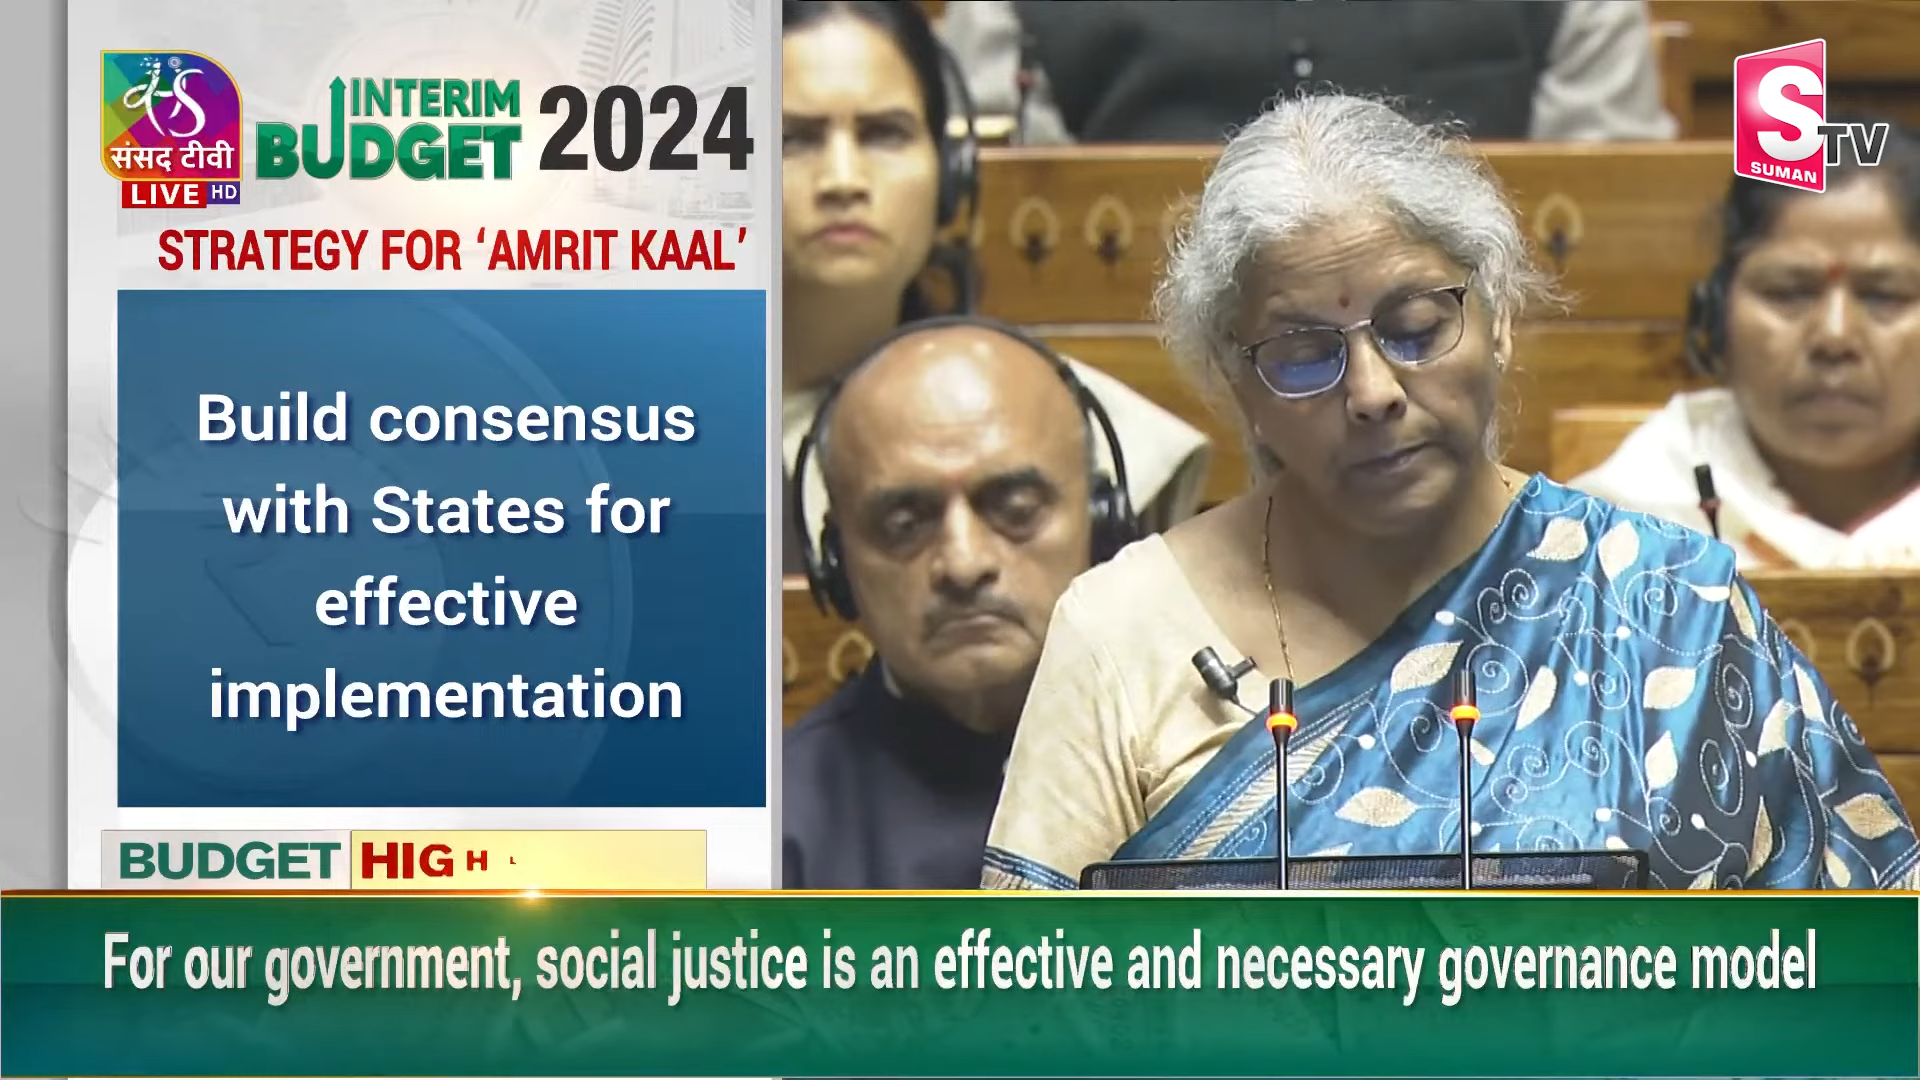 संसद टीवी
LIVE HD
INTERIM
BUDGET 2024
STRATEGY FOR ‘AMRIT KAAL’
Build consensus
with States for
effective
implementation
BUDGET HIGHL
For our government, social justice is an effective and necessary governance model
S TV
SUMAN